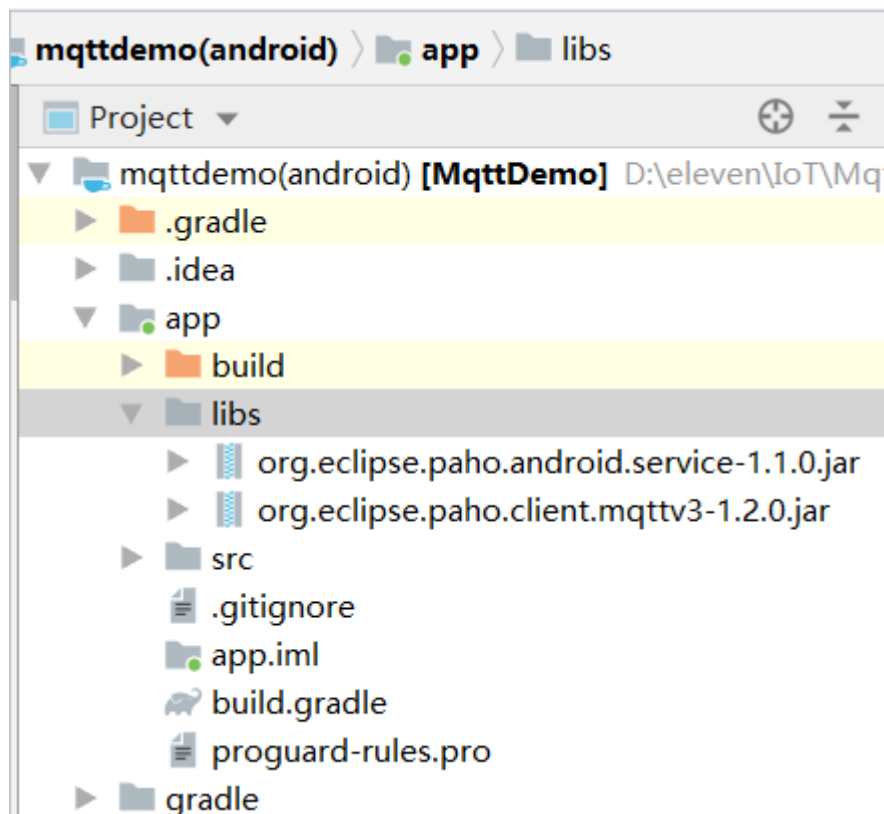 mqttdemo(android) app libs
Project
mqttdemo(android) [MqttDemo] D:\eleven\IoT\Mq
.gradle
.idea
app
build
libs
org.eclipse.paho.android.service-1.1.0.jar
org.eclipse.paho.client.mqttv3-1.2.0.jar
src
.gitignore
app.iml
build.gradle
proguard-rules.pro
gradle